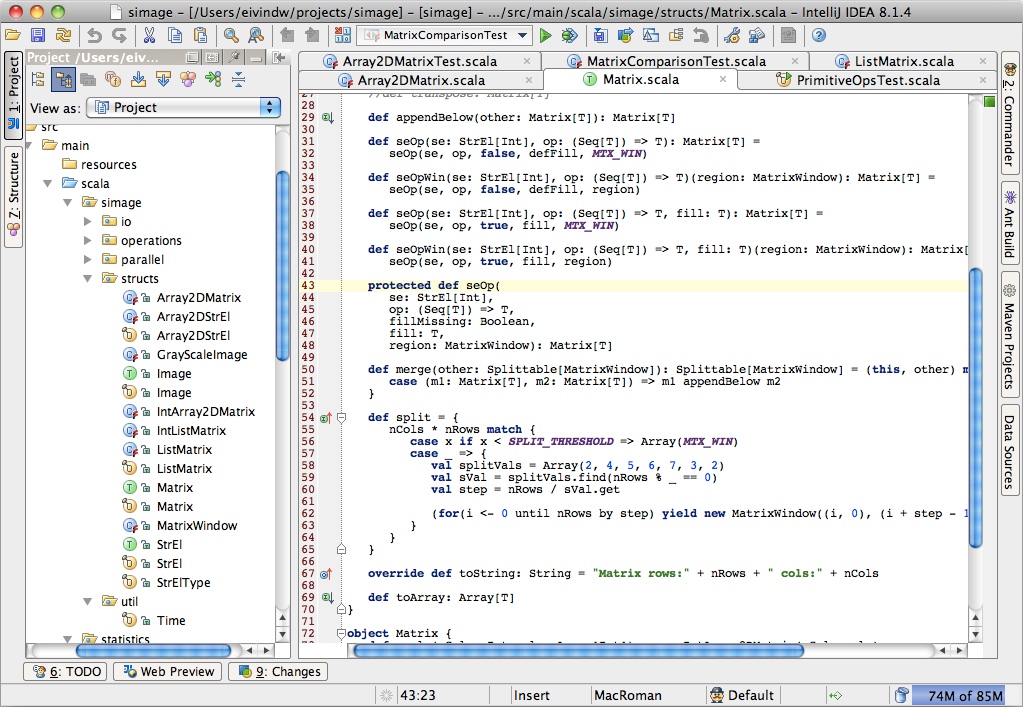 simage - [/Users/eivindw/projects/simage] - [simage] - .../src/main/scala/simage/structs/Matrix.scala - IntelliJ IDEA 8.1.4
MatrixComparisonTest
1: Project
7: Structure
Project /Users/eiv...
View as: Project
src
main
resources
scala
simage
io
operations
parallel
structs
Array2DMatrix
Array2DStrEl
Array2DStrEl
GrayScaleImage
Image
Image
IntArray2DMatrix
IntListMatrix
ListMatrix
ListMatrix
Matrix
Matrix
MatrixWindow
StrEl
StrEl
StrElType
util
Time
statistics
Array2DMatrixTest.scala
MatrixComparisonTest.scala
ListMatrix.scala
Array2DMatrix.scala
Matrix.scala
PrimitiveOpsTest.scala
27 //def transpose: Matrix[T]
28
29 def appendBelow(other: Matrix[T]): Matrix[T]
30
31 def seOp(se: StrEl[Int], op: (Seq[T]) => T): Matrix[T] =
32 seOp(se, op, false, defFill, MTX_WIN)
33
34 def seOpWin(se: StrEl[Int], op: (Seq[T]) => T)(region: MatrixWindow): Matrix[T] =
35 seOp(se, op, false, defFill, region)
36
37 def seOp(se: StrEl[Int], op: (Seq[T]) => T, fill: T): Matrix[T] =
38 seOp(se, op, true, fill, MTX_WIN)
39
40 def seOpWin(se: StrEl[Int], op: (Seq[T]) => T, fill: T)(region: MatrixWindow): Matrix[
41 seOp(se, op, true, fill, region)
42
43 protected def seOp(
44 se: StrEl[Int],
45 op: (Seq[T]) => T,
46 fillMissing: Boolean,
47 fill: T,
48 region: MatrixWindow): Matrix[T]
49
50 def merge(other: Splittable[MatrixWindow]): Splittable[MatrixWindow] = (this, other) m
51 case (m1: Matrix[T], m2: Matrix[T]) => m1 appendBelow m2
52 }
53
54 def split = {
55 nCols * nRows match {
56 case x if x < SPLIT_THRESHOLD => Array(MTX_WIN)
57 case _ => {
58 val splitVals = Array(2, 4, 5, 6, 7, 3, 2)
59 val sVal = splitVals.find(nRows % _ == 0)
60 val step = nRows / sVal.get
61
62 (for(i <- 0 until nRows by step) yield new MatrixWindow((i, 0), (i + step - 1
63 }
64 }
65 }
66
67 override def toString: String = "Matrix rows:" + nRows + " cols:" + nCols
68
69 def toArray: Array[T]
70 }
71
72 object Matrix {
2: Commander
Ant Build
Maven Projects
Data Sources
6: TODO
Web Preview
9: Changes
43:23
Insert
MacRoman
Default
74M of 85M